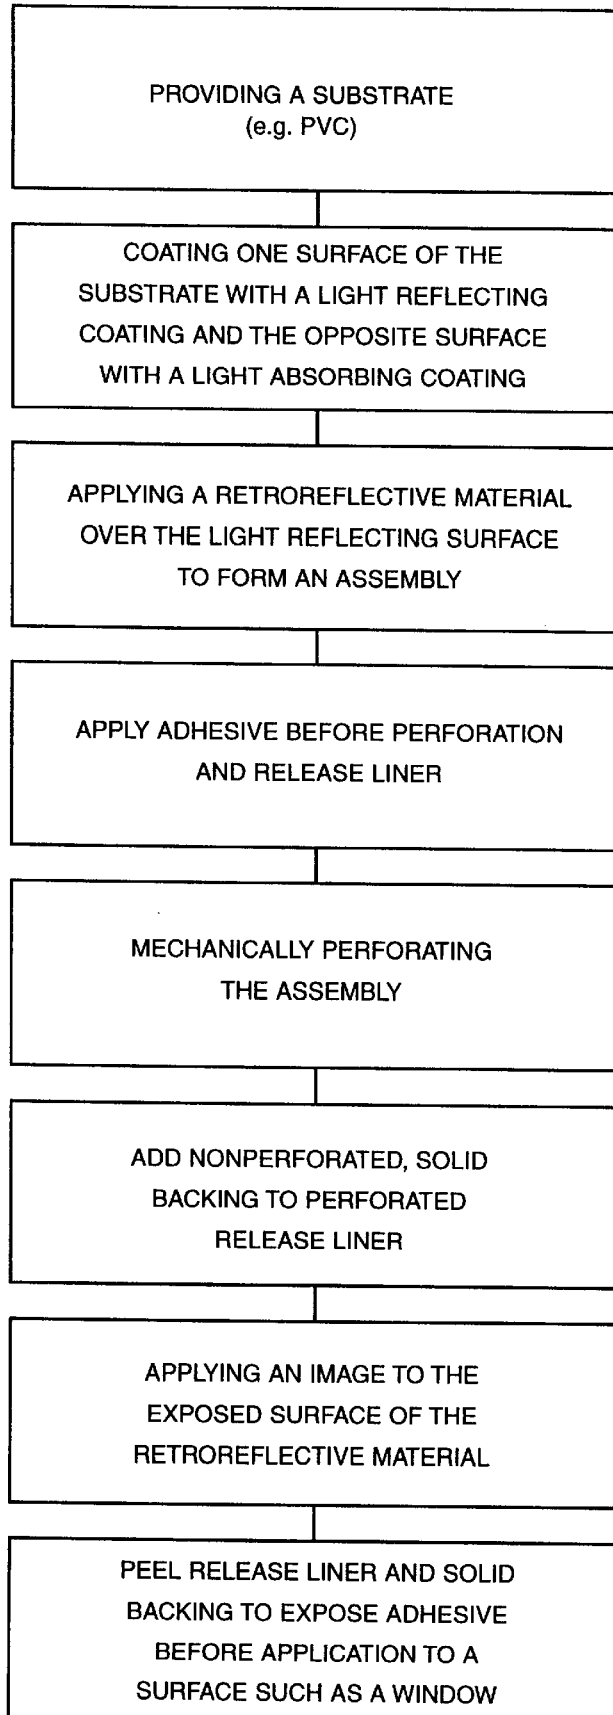 PROVIDING A SUBSTRATE
(e.g. PVC)
COATING ONE SURFACE OF THE
SUBSTRATE WITH A LIGHT REFLECTING
COATING AND THE OPPOSITE SURFACE
WITH A LIGHT ABSORBING COATING
APPLYING A RETROREFLECTIVE MATERIAL
OVER THE LIGHT REFLECTING SURFACE
TO FORM AN ASSEMBLY
APPLY ADHESIVE BEFORE PERFORATION
AND RELEASE LINER
MECHANICALLY PERFORATING
THE ASSEMBLY
ADD NONPERFORATED, SOLID
BACKING TO PERFORATED
RELEASE LINER
APPLYING AN IMAGE TO THE
EXPOSED SURFACE OF THE
RETROREFLECTIVE MATERIAL
PEEL RELEASE LINER AND SOLID
BACKING TO EXPOSE ADHESIVE
BEFORE APPLICATION TO A
SURFACE SUCH AS A WINDOW